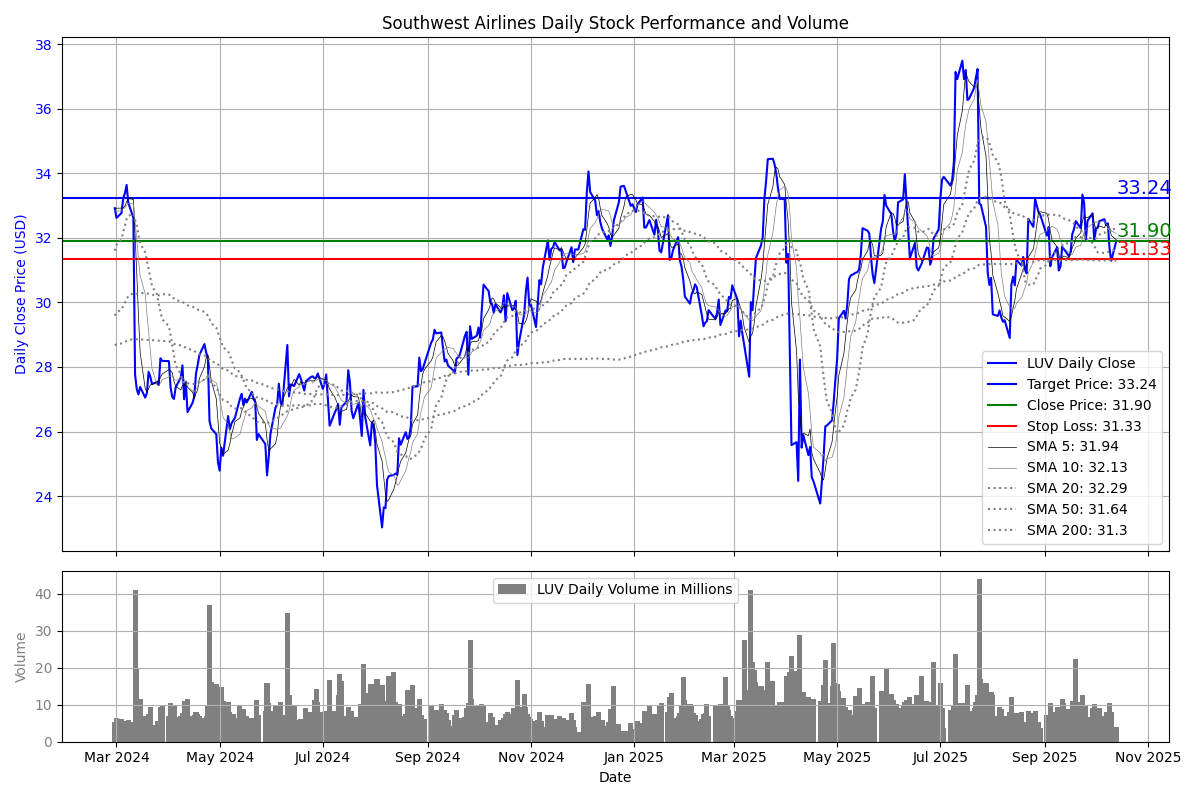 Southwest Airlines Daily Stock Performance and Volume
Daily Close Price (USD)
38
36
34
32
30
28
26
24
33.24
31.90
31.33
LUV Daily Close
Target Price: 33.24
Close Price: 31.90
Stop Loss: 31.33
SMA 5: 31.94
SMA 10: 32.13
SMA 20: 32.29
SMA 50: 31.64
SMA 200: 31.3
LUV Daily Volume in Millions
Volume
40
30
20
10
0
Mar 2024 May 2024 Jul 2024 Sep 2024 Nov 2024 Jan 2025 Mar 2025 May 2025 Jul 2025 Sep 2025 Nov 2025
Date